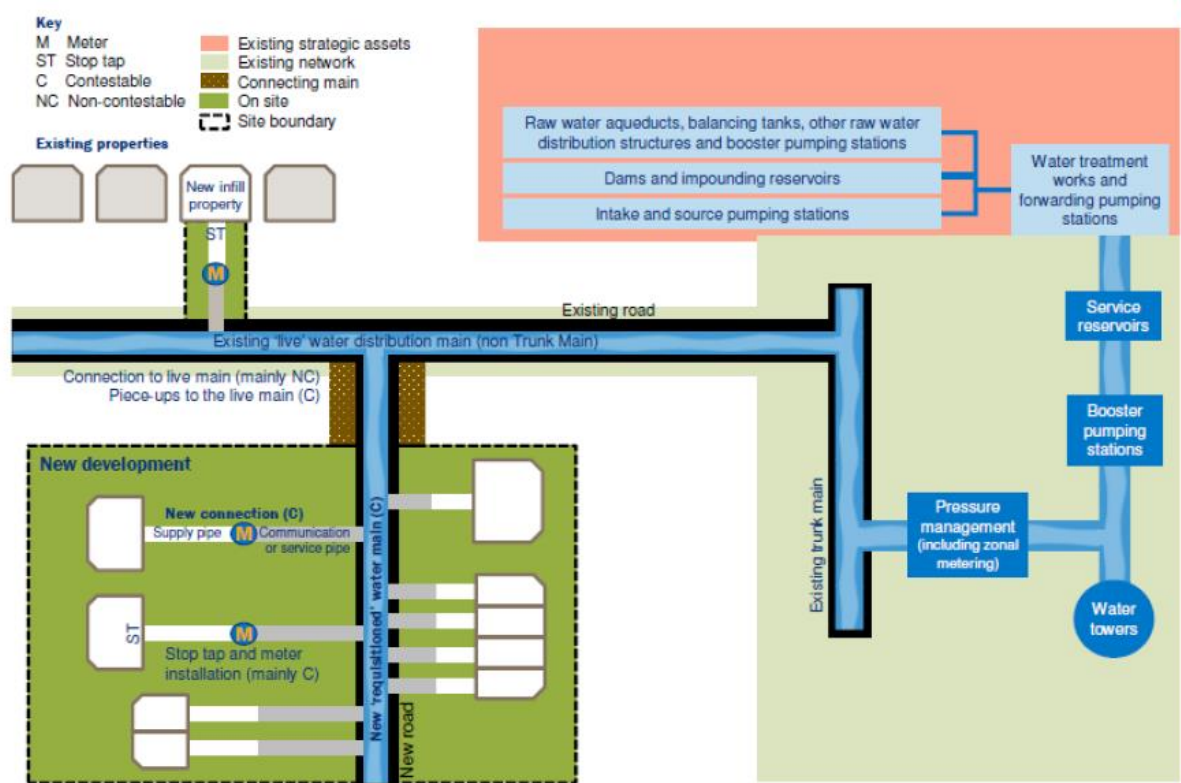 Key
M Meter
ST Stop tap
C Contestable
NC Non-contestable
Existing strategic assets
Existing network
Connecting main
On site
Site boundary
Existing properties
New infill
property
ST
M
Raw water aqueducts, balancing tanks, other raw water
distribution structures and booster pumping stations
Dams and impounding reservoirs
Intake and source pumping stations
Water treatment
works and
forwarding pumping
stations
Existing road
Existing 'live' water distribution main (non Trunk Main)
Service
reservoirs
Connection to live main (mainly NC)
Piece-ups to the live main (C)
Booster
pumping
stations
New development
New connection (C)
Supply pipe
M
Communication
or service pipe
ST
M
Stop tap and meter
installation (mainly C)
New 'requisitioned' water main (C)
New road
Existing trunk main
Pressure
management
(including zonal
metering)
Water
towers